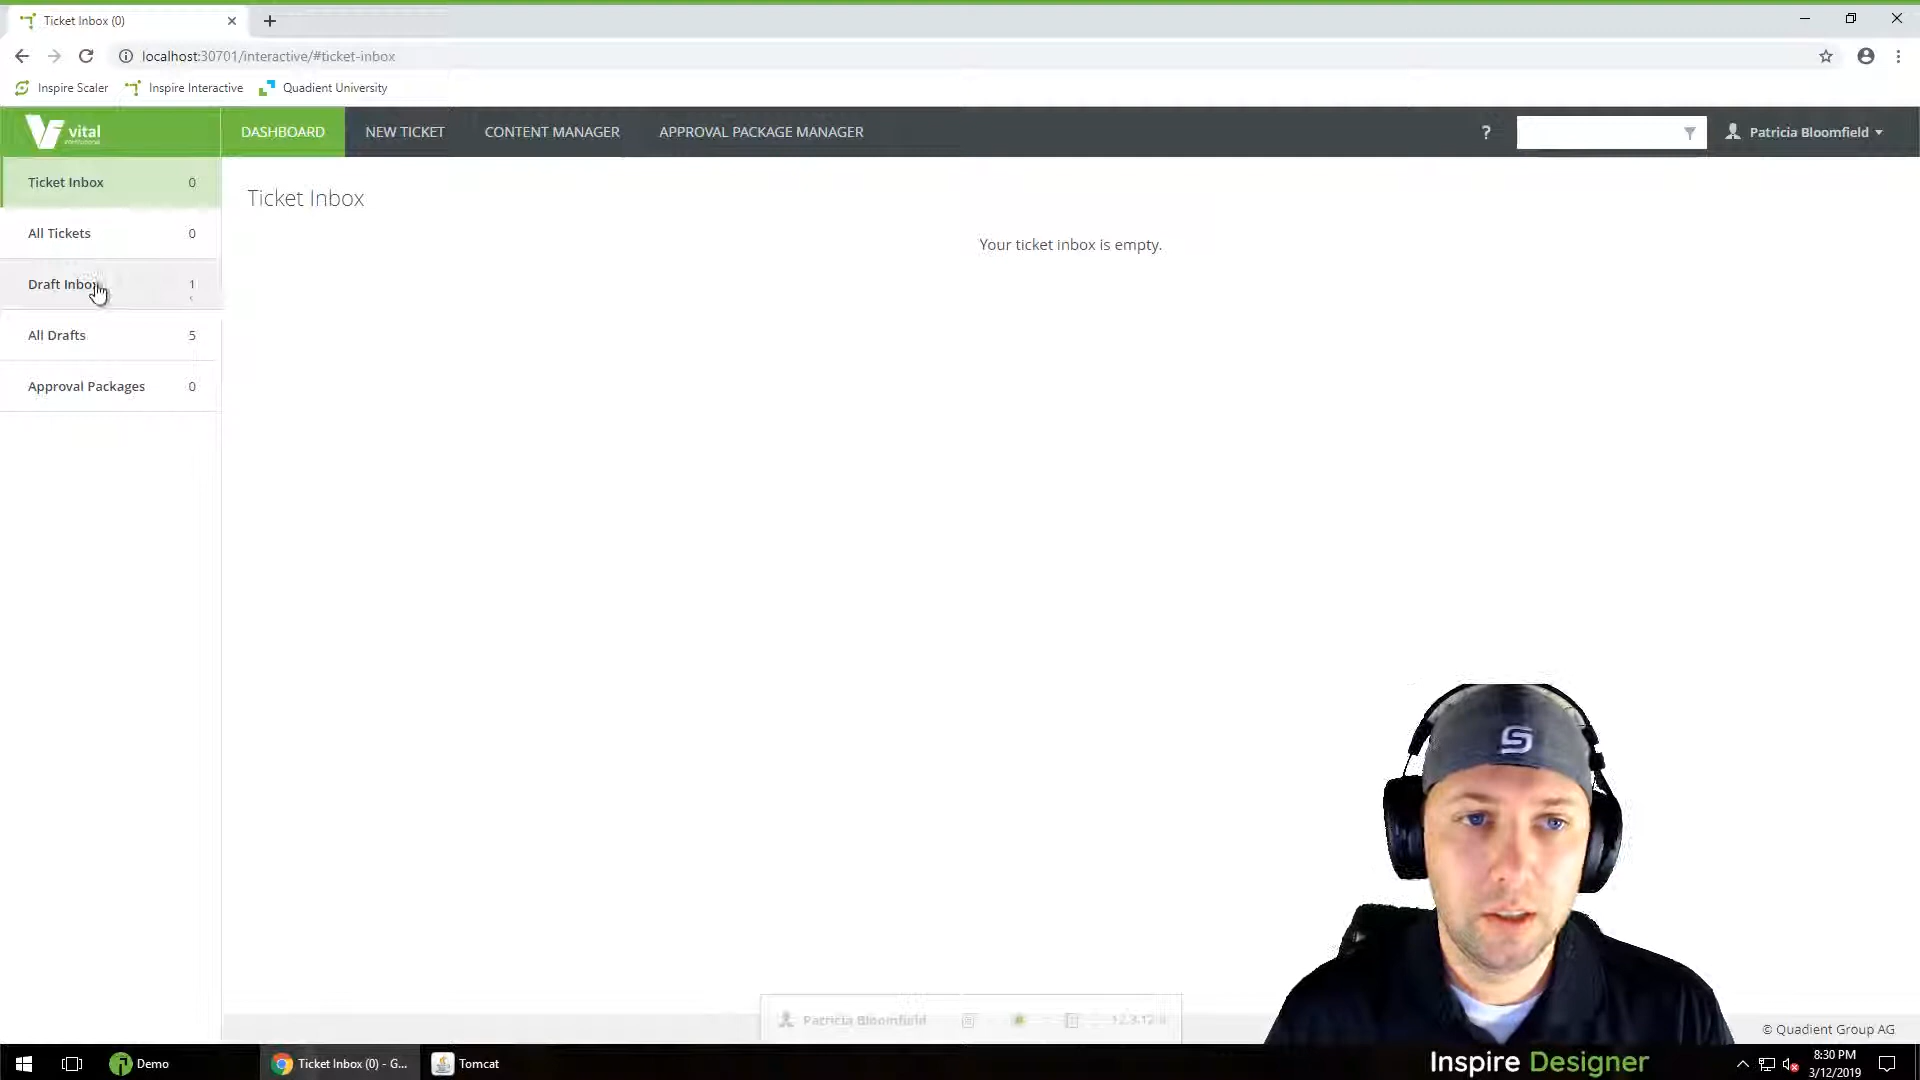 Ticket Inbox (0)
localhost:30701/interactive/#ticket-inbox
Inspire Scaler
Inspire Interactive
Quadient University
vital
DASHBOARD
NEW TICKET
CONTENT MANAGER
APPROVAL PACKAGE MANAGER
?
Patricia Bloomfield
Ticket Inbox 0
All Tickets 0
Draft Inbox 1
All Drafts 5
Approval Packages 0
Ticket Inbox
Your ticket inbox is empty.
S
Patricia Bloomfield
© Quadient Group AG
Demo
Ticket Inbox (0) - G...
Tomcat
Inspire Designer
8:30 PM
3/12/2019